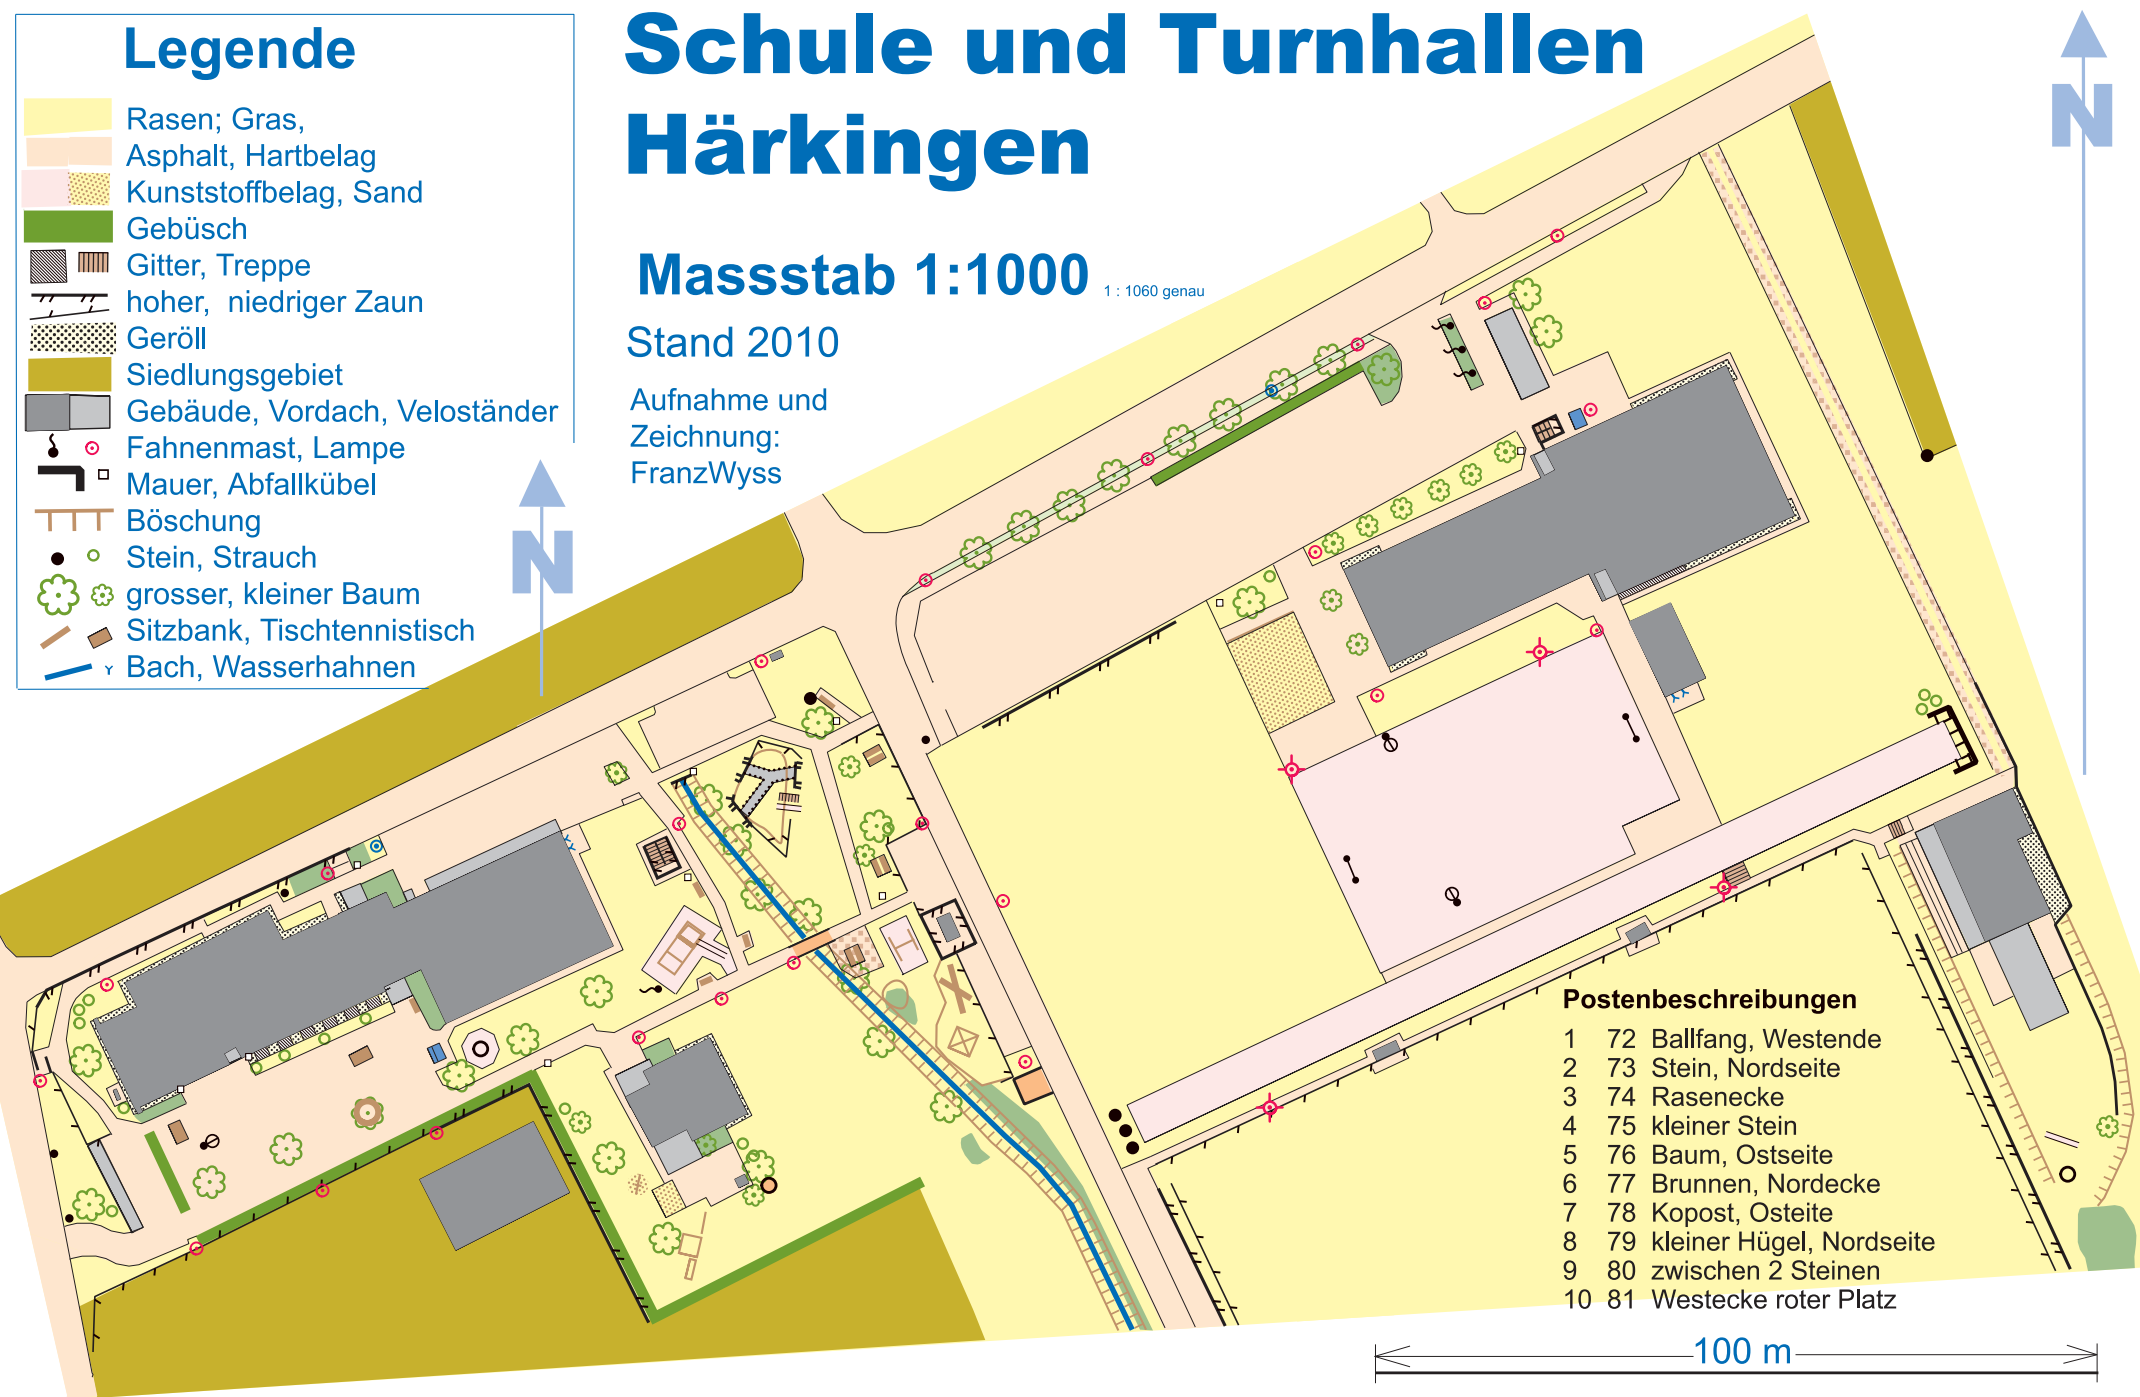 Legende
Rasen; Gras,
Asphalt, Hartbelag
Kunststoffbelag, Sand
Gebüsch
Gitter, Treppe
hoher, niedriger Zaun
Geröll
Siedlungsgebiet
Gebäude, Vordach, Veloständer
Fahnenmast, Lampe
Mauer, Abfallkübel
Böschung
Stein, Strauch
grosser, kleiner Baum
Sitzbank, Tischtennistisch
Bach, Wasserhahnen
N
Schule und Turnhallen
Härkingen
Massstab 1:1000 1 : 1060 genau
Stand 2010
Aufnahme und
Zeichnung:
FranzWyss
N
Postenbeschreibungen
1 72 Ballfang, Westende
2 73 Stein, Nordseite
3 74 Rasenecke
4 75 kleiner Stein
5 76 Baum, Ostseite
6 77 Brunnen, Nordecke
7 78 Kopost, Osteite
8 79 kleiner Hügel, Nordseite
9 80 zwischen 2 Steinen
10 81 Westecke roter Platz
100 m